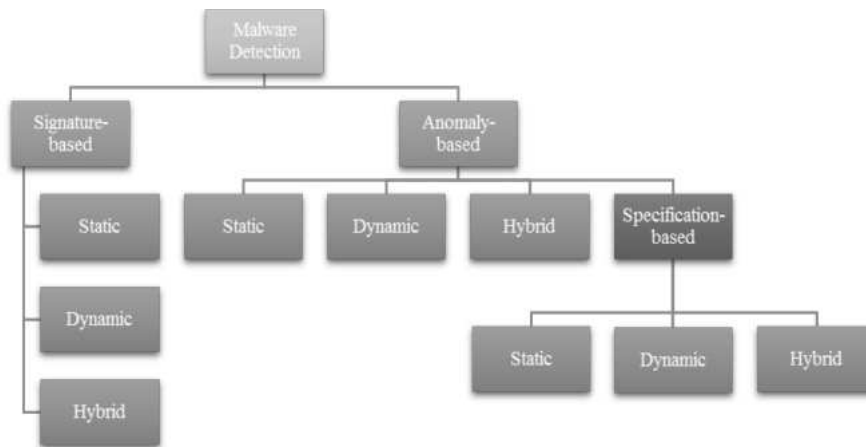 Malware
Detection
Signature-
based
Anomaly-
based
Static
Static
Dynamic
Hybrid
Specification-
based
Dynamic
Static
Dynamic
Hybrid
Hybrid